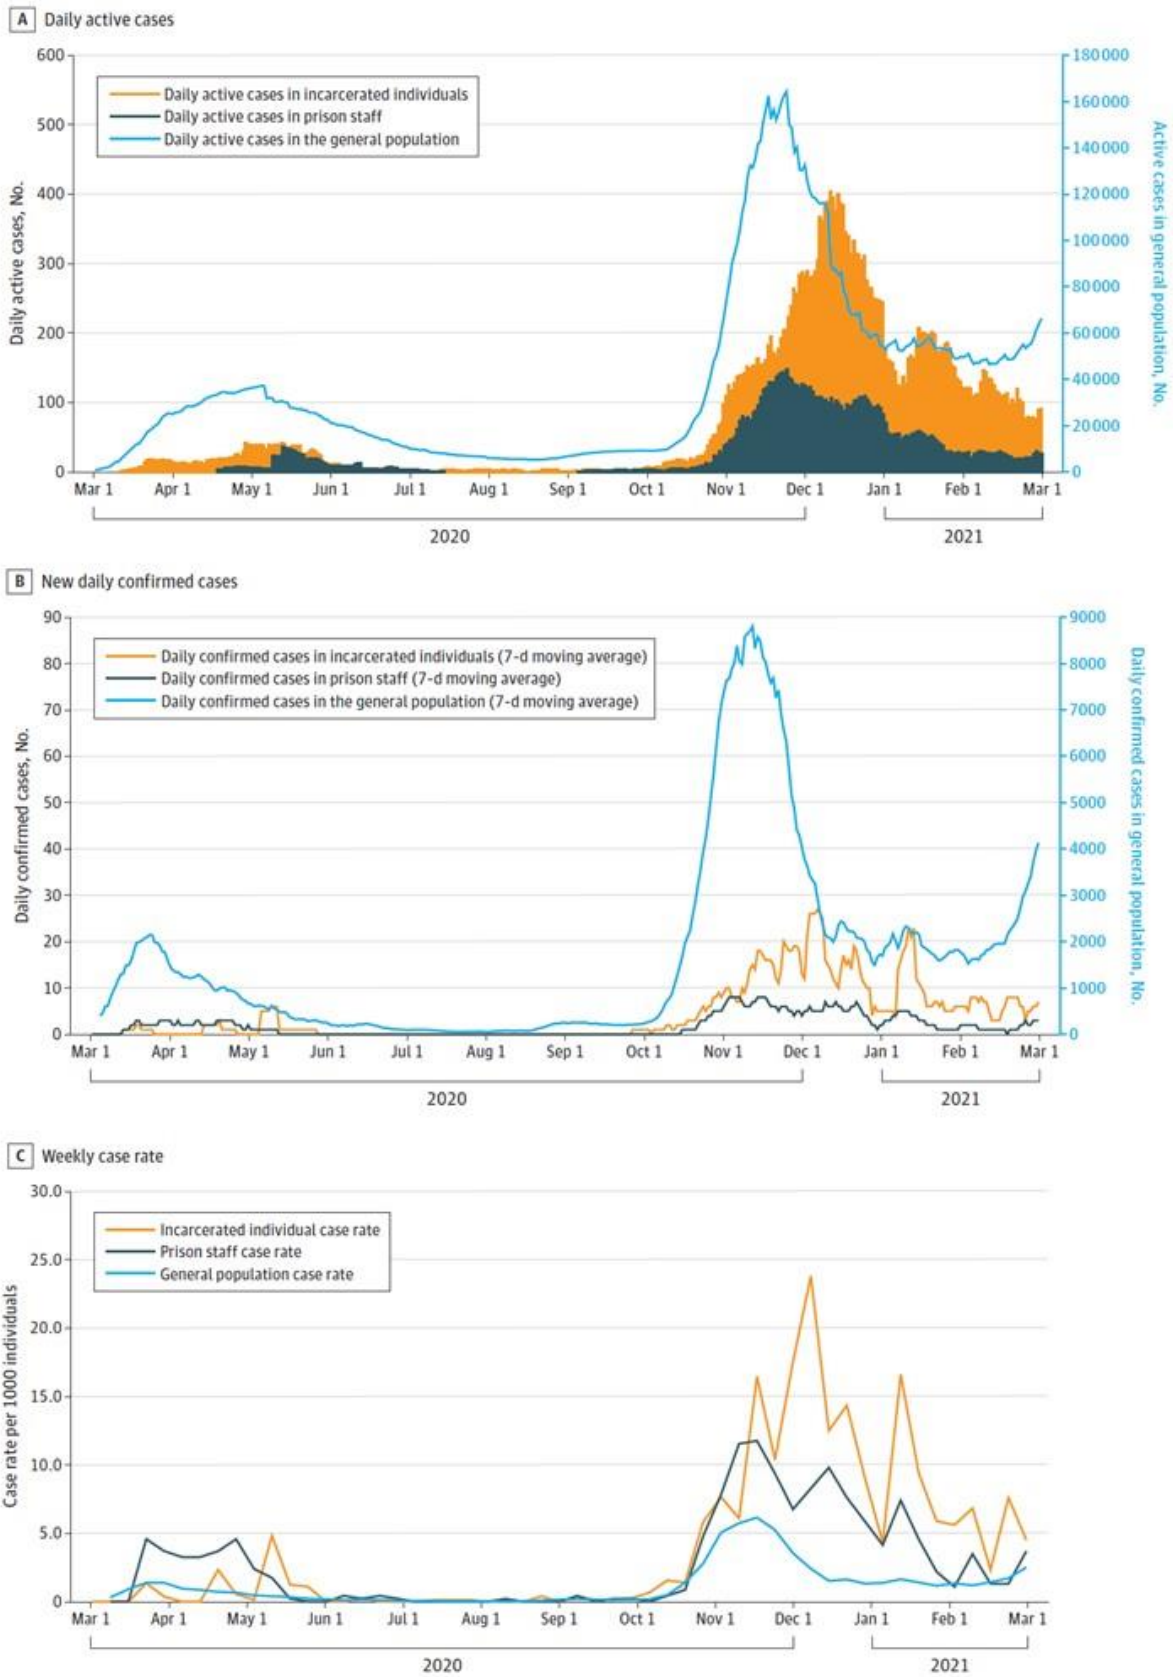 A Daily active cases
600
500
400
300
200
100
0
Daily active cases, No.
Daily active cases in incarcerated individuals
Daily active cases in prison staff
Daily active cases in the general population
180000
160000
140000
120000
100000
80000
60000
40000
20000
0
Active cases in general population, No.
Mar 1 Apr 1 May 1 Jun 1 Jul 1 Aug 1 Sep 1 Oct 1 Nov 1 Dec 1 Jan 1 Feb 1 Mar 1
2020 2021
B New daily confirmed cases
90
80
70
60
50
40
30
20
10
0
Daily confirmed cases, No.
Daily confirmed cases in incarcerated individuals (7-d moving average)
Daily confirmed cases in prison staff (7-d moving average)
Daily confirmed cases in the general population (7-d moving average)
9000
8000
7000
6000
5000
4000
3000
2000
1000
0
Daily confirmed cases in general population, No.
Mar 1 Apr 1 May 1 Jun 1 Jul 1 Aug 1 Sep 1 Oct 1 Nov 1 Dec 1 Jan 1 Feb 1 Mar 1
2020 2021
C Weekly case rate
30.0
25.0
20.0
15.0
10.0
5.0
0
Case rate per 1000 individuals
Incarcerated individual case rate
Prison staff case rate
General population case rate
Mar 1 Apr 1 May 1 Jun 1 Jul 1 Aug 1 Sep 1 Oct 1 Nov 1 Dec 1 Jan 1 Feb 1 Mar 1
2020 2021